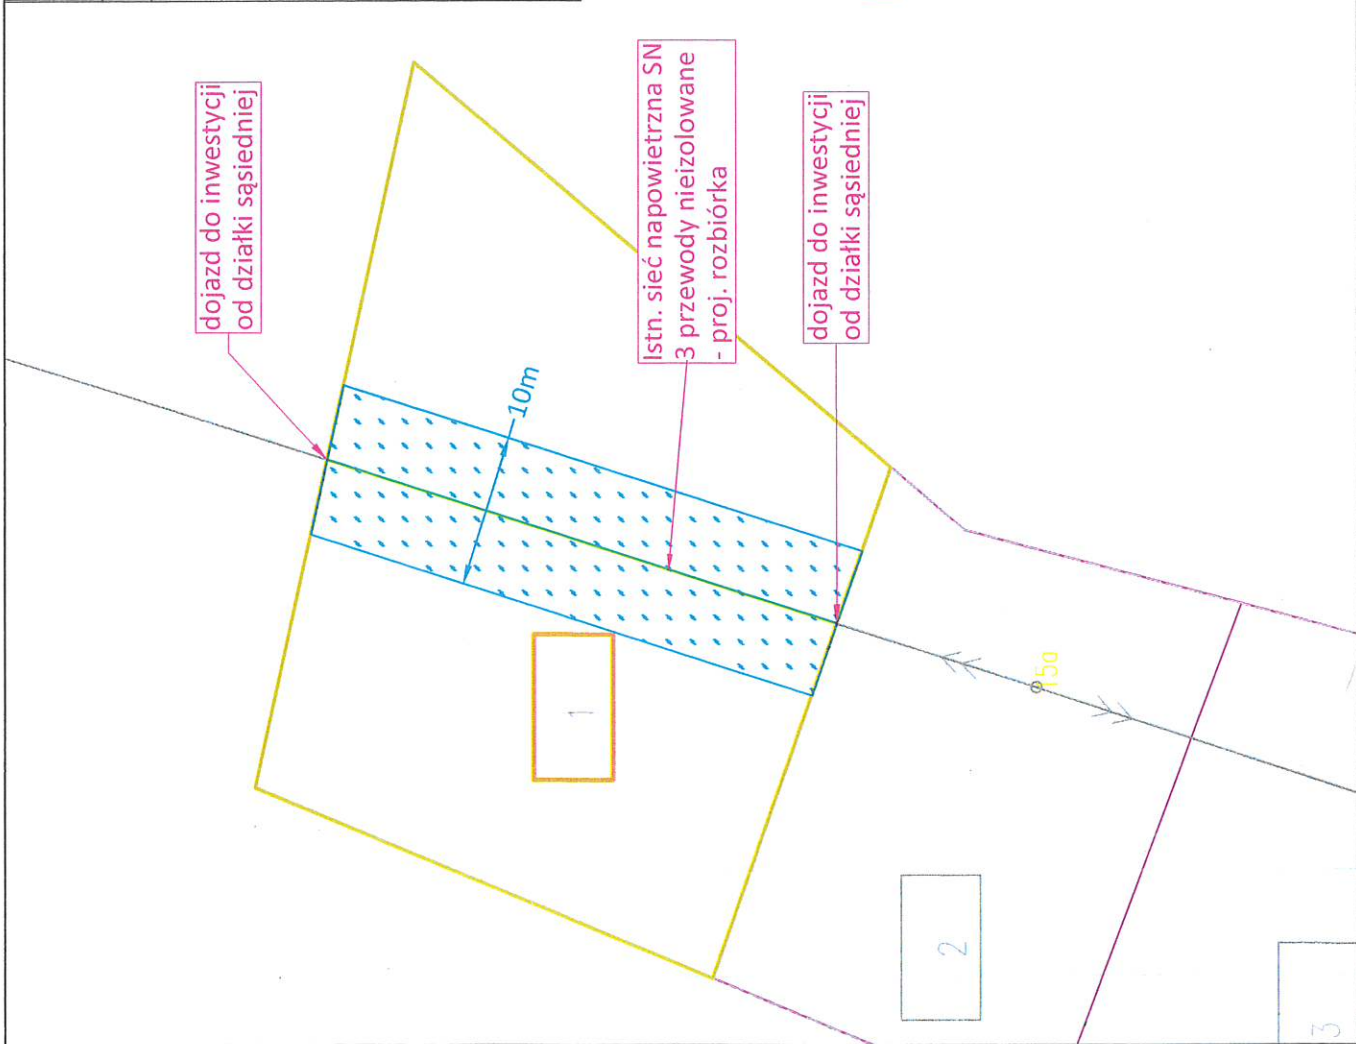 dojazd do inwestycji
od działki sąsiedniej
Istn. sieć napowietrzna SN
3 przewody nieizolowane
- proj. rozbiórka
dojazd do inwestycji
od działki sąsiedniej
10m
1
2
3